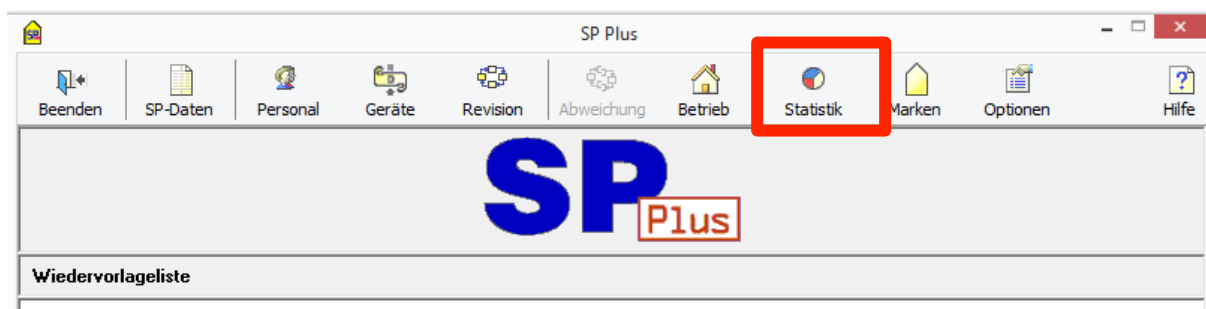 SP Plus
Beenden SP-Daten Personal Geräte Revision Abweichung Betrieb Statistik Marken Optionen Hilfe
SP Plus
Wiedervorlageliste